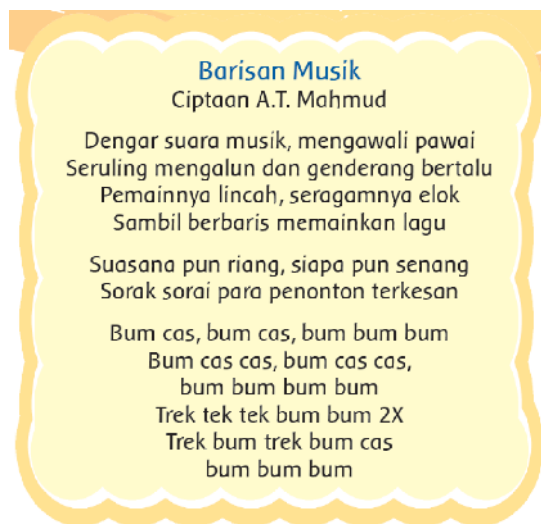 Barisan Musik
Ciptaan A.T. Mahmud
Dengar suara musik, mengawali pawai
Seruling mengalun dan genderang bertalu
Pemainnya lincah, seragamnya elok
Sambil berbaris memainkan lagu
Suasana pun riang, siapa pun senang
Sorak sorai para penonton terkesan
Bum cas, bum cas, bum bum bum
Bum cas cas, bum cas cas,
bum bum bum bum
Trek tek tek bum bum 2X
Trek bum trek bum cas
bum bum bum